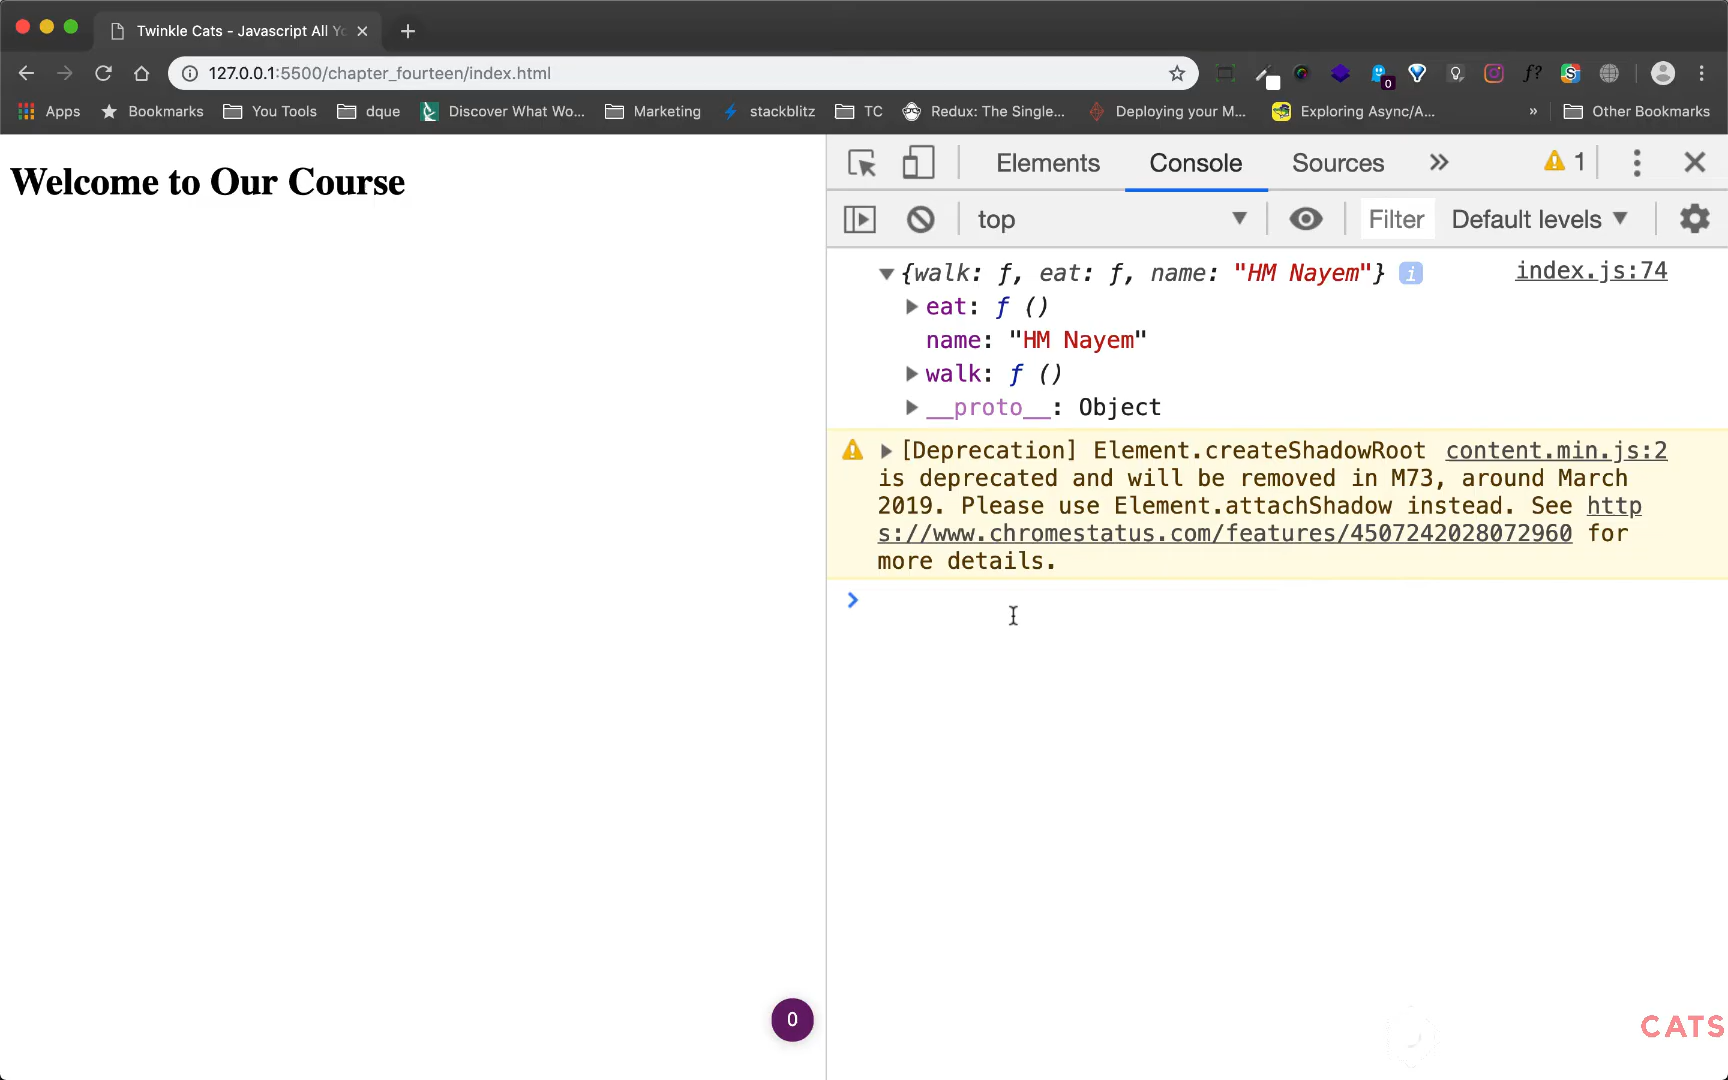 Twinkle Cats - Javascript All Yo
127.0.0.1:5500/chapter_fourteen/index.html
f?
0
Apps Bookmarks You Tools dque Discover What Wo... Marketing stackblitz TC Redux: The Single... Deploying your M... Exploring Async/A... » Other Bookmarks
Welcome to Our Course
Elements Console Sources » 1
top Filter Default levels
{walk: ƒ, eat: ƒ, name: "HM Nayem"} i index.js:74
eat: ƒ ()
name: "HM Nayem"
walk: ƒ ()
__proto__: Object
[Deprecation] Element.createShadowRoot content.min.js:2
is deprecated and will be removed in M73, around March
2019. Please use Element.attachShadow instead. See http
s://www.chromestatus.com/features/4507242028072960 for
more details.
0
CATS